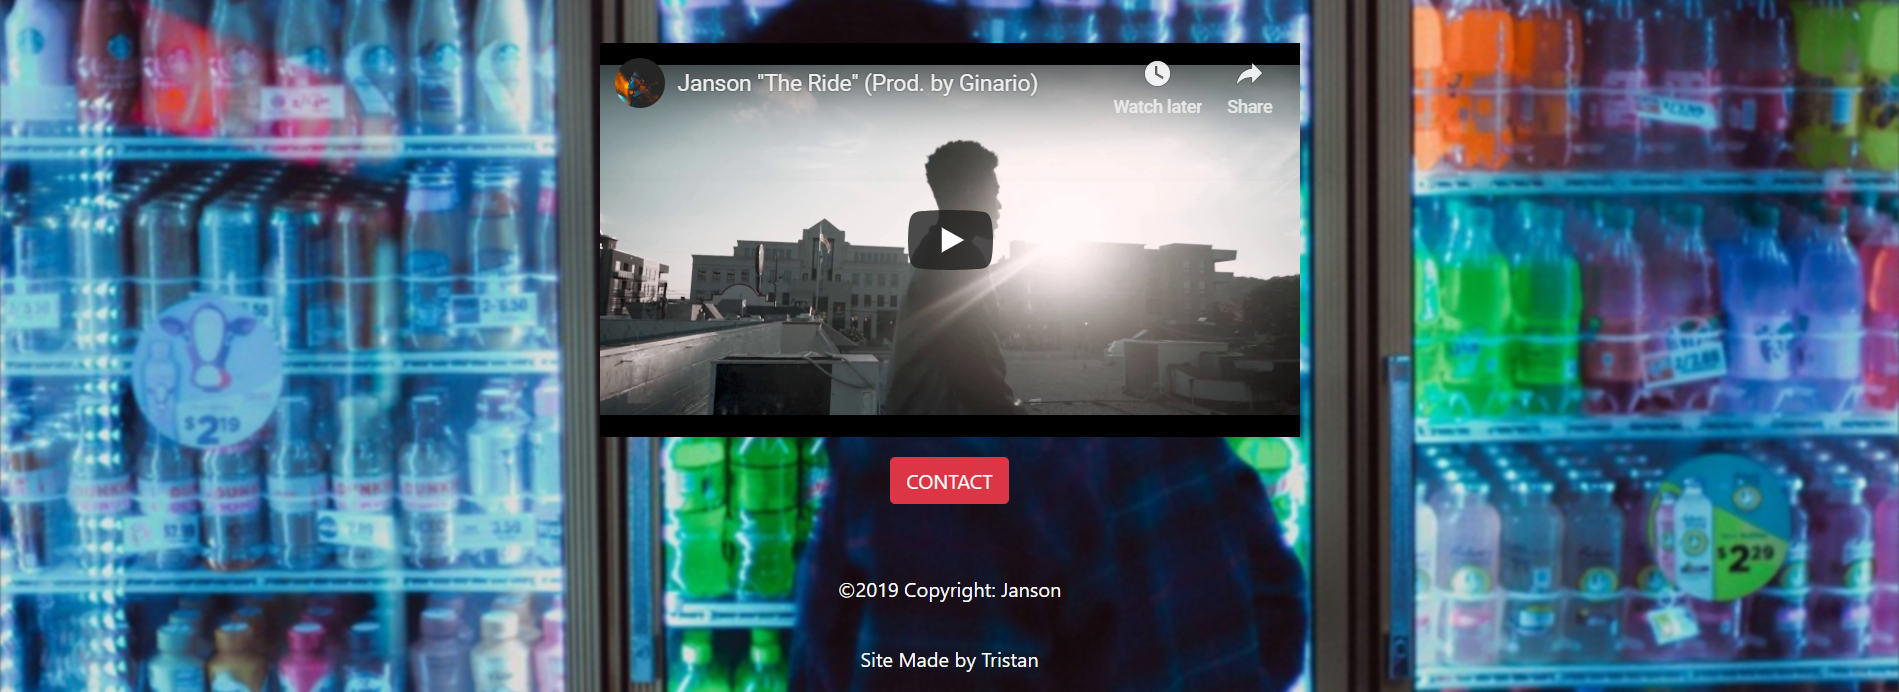 Janson "The Ride" (Prod. by Ginario)
Watch later
Share
$2.19
CONTACT
$2.29
©2019 Copyright: Janson
Site Made by Tristan